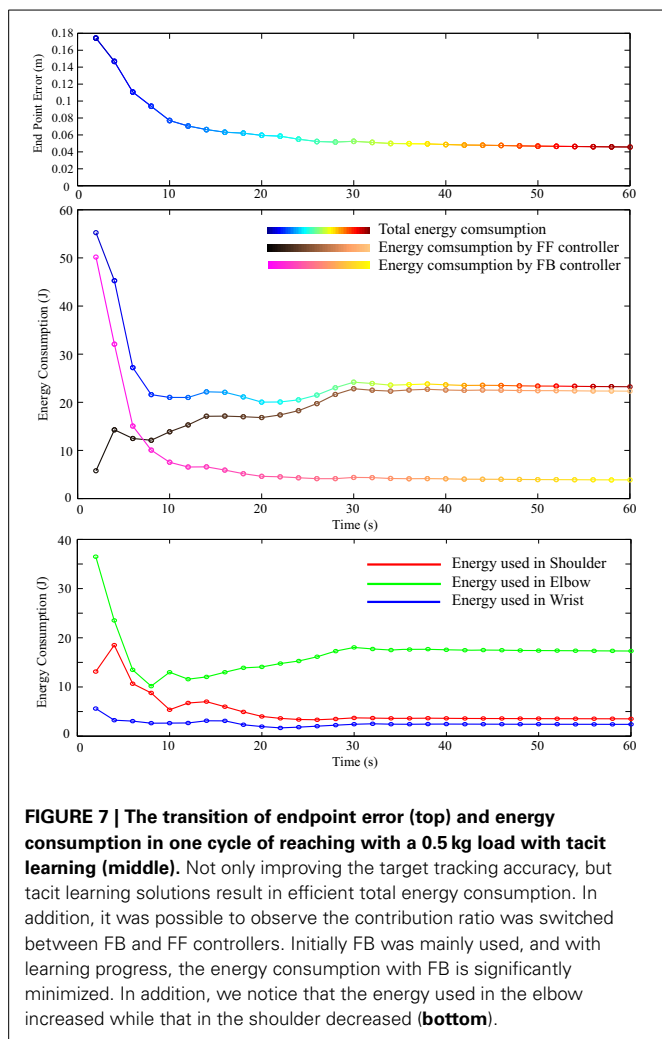 0.18
0.16
0.14
0.12
0.1
0.08
0.06
0.04
0.02
0
End Point Error (m)
0 10 20 30 40 50 60
60
50
40
30
20
10
0
Energy Consumption (J)
Total energy comsumption
Energy comsumption by FF controller
Energy comsumption by FB controller
0 10 20 30 40 50 60
Time (s)
40
30
20
10
0
Energy Consumption (J)
Energy used in Shoulder
Energy used in Elbow
Energy used in Wrist
0 10 20 30 40 50 60
Time (s)
FIGURE 7 | The transition of endpoint error (top) and energy
consumption in one cycle of reaching with a 0.5 kg load with tacit
learning (middle). Not only improving the target tracking accuracy, but
tacit learning solutions result in efficient total energy consumption. In
addition, it was possible to observe the contribution ratio was switched
between FB and FF controllers. Initially FB was mainly used, and with
learning progress, the energy consumption with FB is significantly
minimized. In addition, we notice that the energy used in the elbow
increased while that in the shoulder decreased (bottom).